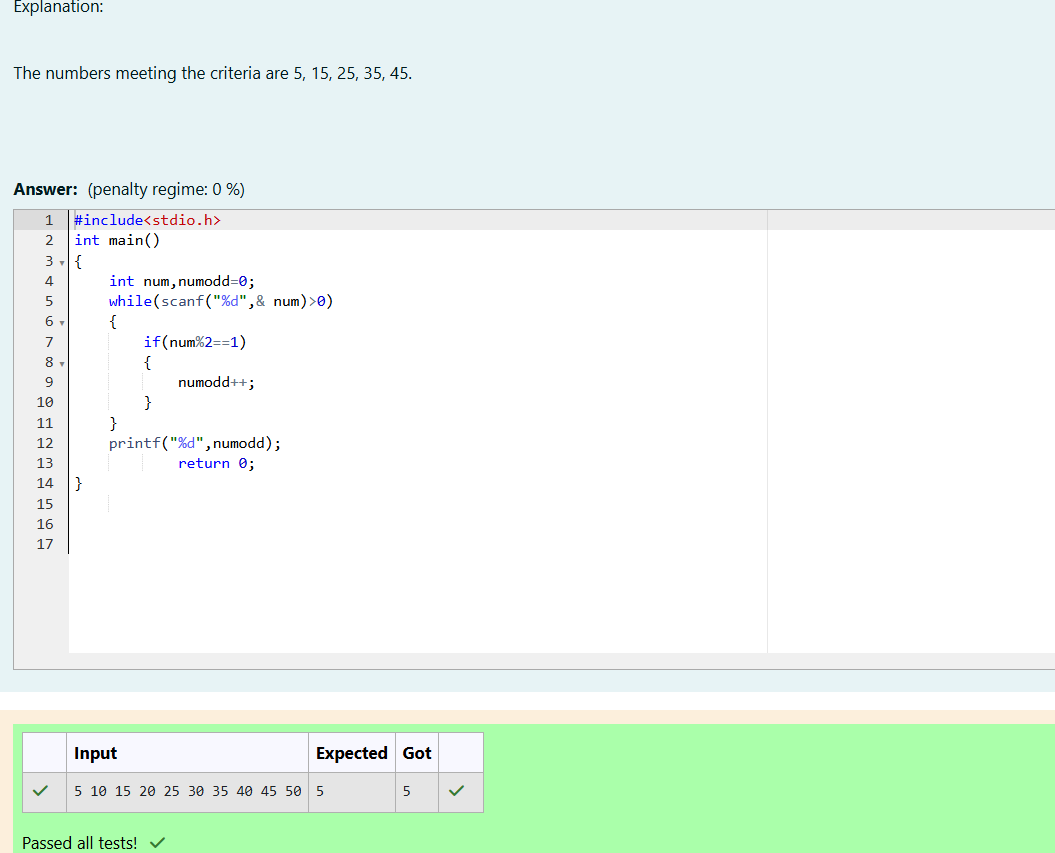 Explanation:
The numbers meeting the criteria are 5, 15, 25, 35, 45.
Answer: (penalty regime: 0 %)
1 #include<stdio.h>
2 int main()
3 {
4     int num,numodd=0;
5     while(scanf("%d",& num)>0)
6     {
7         if(num%2==1)
8         {
9             numodd++;
10         }
11     }
12     printf("%d",numodd);
13             return 0;
14 }
15
16
17
Input Expected Got
5 10 15 20 25 30 35 40 45 50 5 5
Passed all tests!